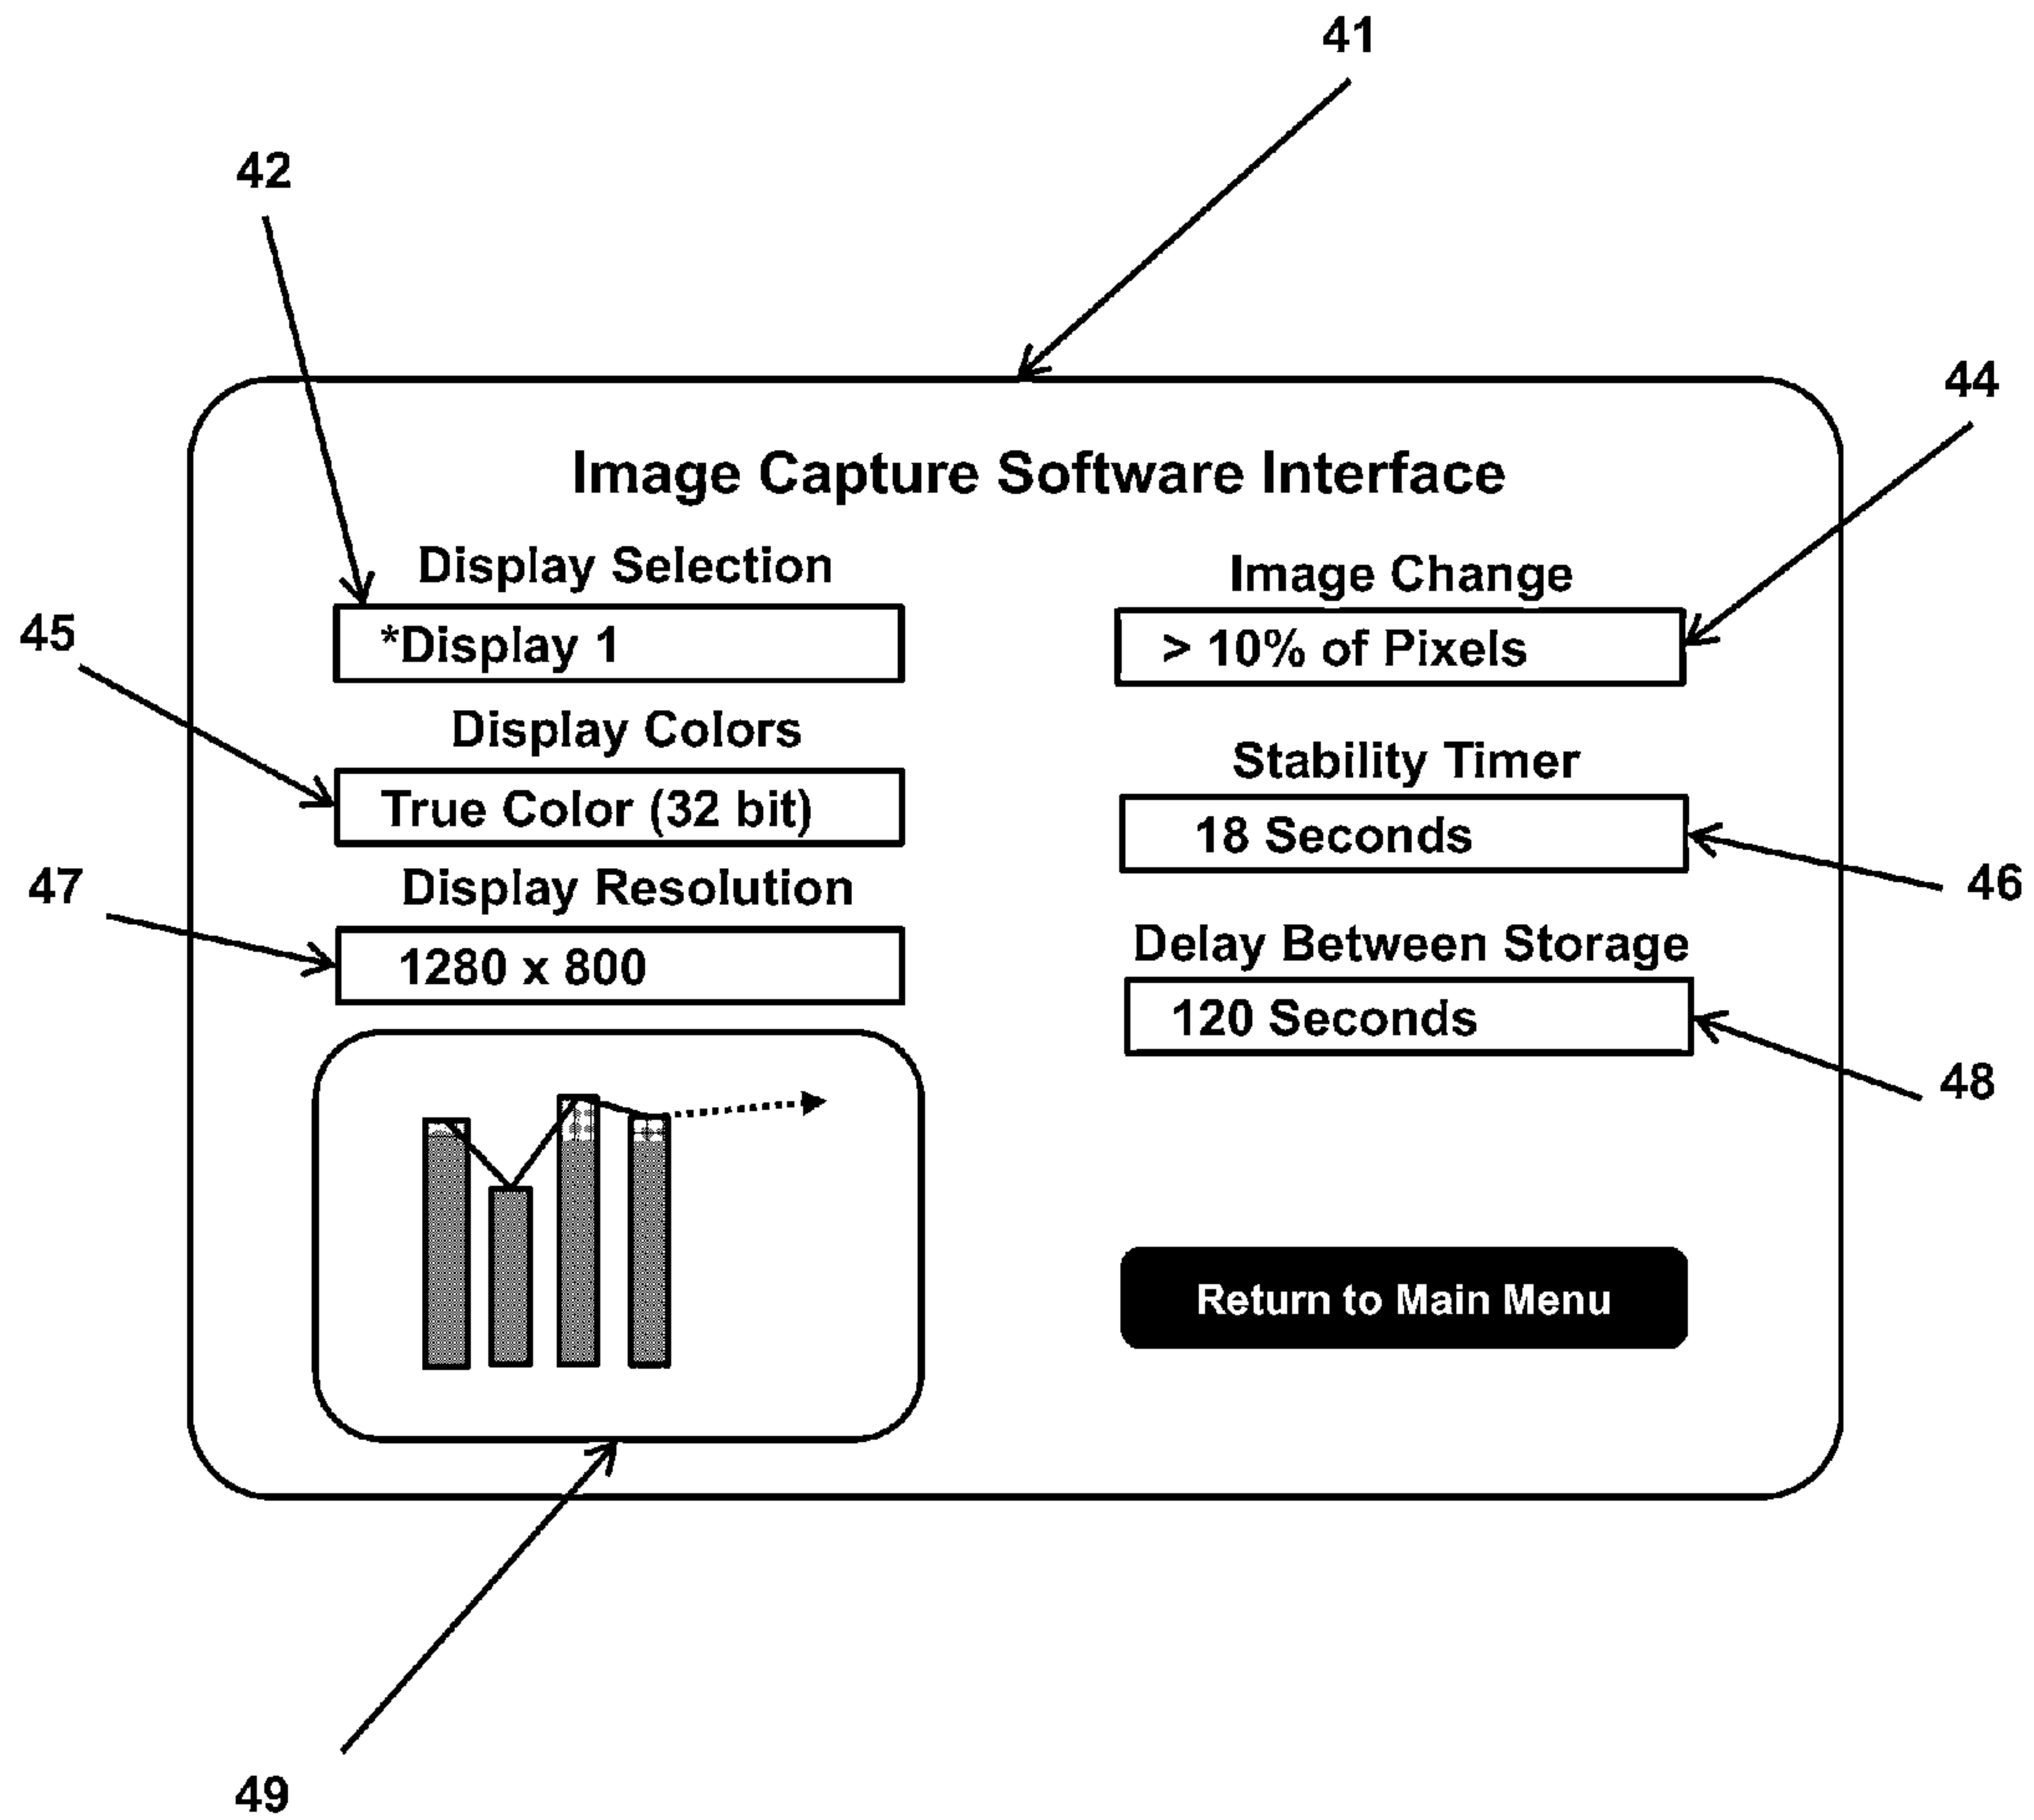 41
42
44
Image Capture Software Interface
Display Selection
*Display 1
45
Display Colors
True Color (32 bit)
47
Display Resolution
1280 x 800
Image Change
> 10% of Pixels
Stability Timer
18 Seconds
46
Delay Between Storage
120 Seconds
48
Return to Main Menu
49